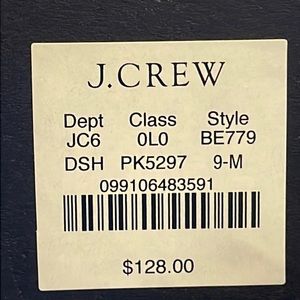 J.CREW
Dept Class Style
JC6 0L0 BE779
DSH PK5297 9-M
099106483591
$128.00